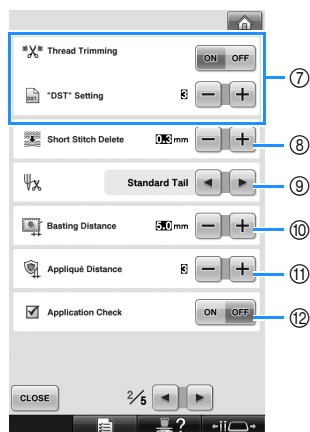 Thread Trimming
ON OFF
⑦
DST "DST" Setting 3 − +
Short Stitch Delete 0.3 mm − + ⑧
Standard Tail ⑨
Basting Distance 5.0 mm − + ⑩
Appliqué Distance 3 − + ⑪
Application Check ON OFF ⑫
CLOSE 2/5
?